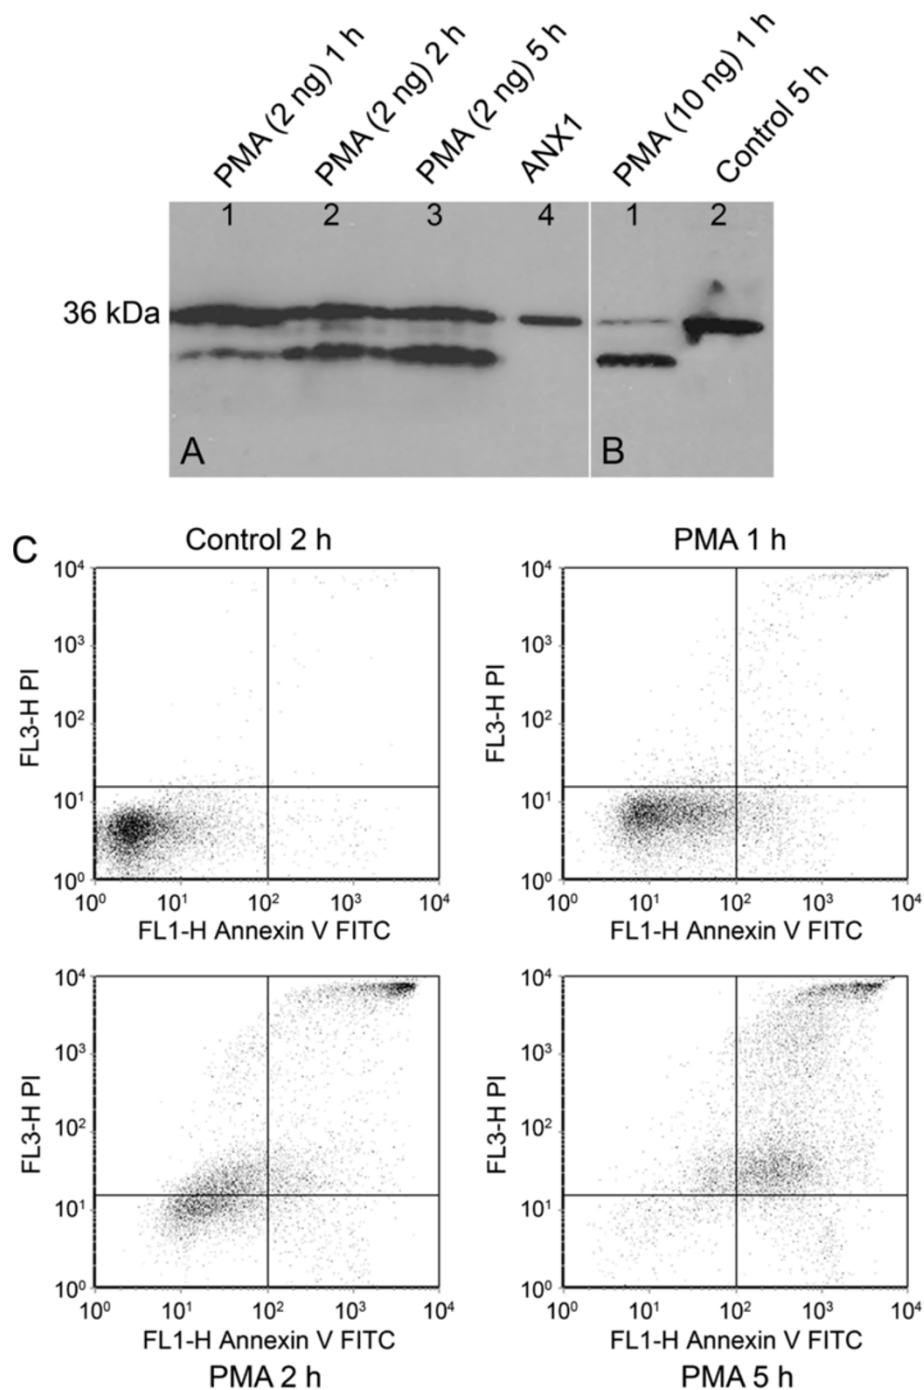 PMA (2 ng) 1 h
PMA (2 ng) 2 h
PMA (2 ng) 5 h
ANX1
PMA (10 ng) 1 h
Control 5 h
1 2 3 4 1 2
36 kDa
A B
C
Control 2 h PMA 1 h
10⁴ 10⁴
10³ 10³
FL3-H PI FL3-H PI
10² 10²
10¹ 10¹
10⁰ 10⁰
10⁰ 10¹ 10² 10³ 10⁴ 10⁰ 10¹ 10² 10³ 10⁴
FL1-H Annexin V FITC FL1-H Annexin V FITC
10⁴ 10⁴
10³ 10³
FL3-H PI FL3-H PI
10² 10²
10¹ 10¹
10⁰ 10⁰
10⁰ 10¹ 10² 10³ 10⁴ 10⁰ 10¹ 10² 10³ 10⁴
FL1-H Annexin V FITC FL1-H Annexin V FITC
PMA 2 h PMA 5 h